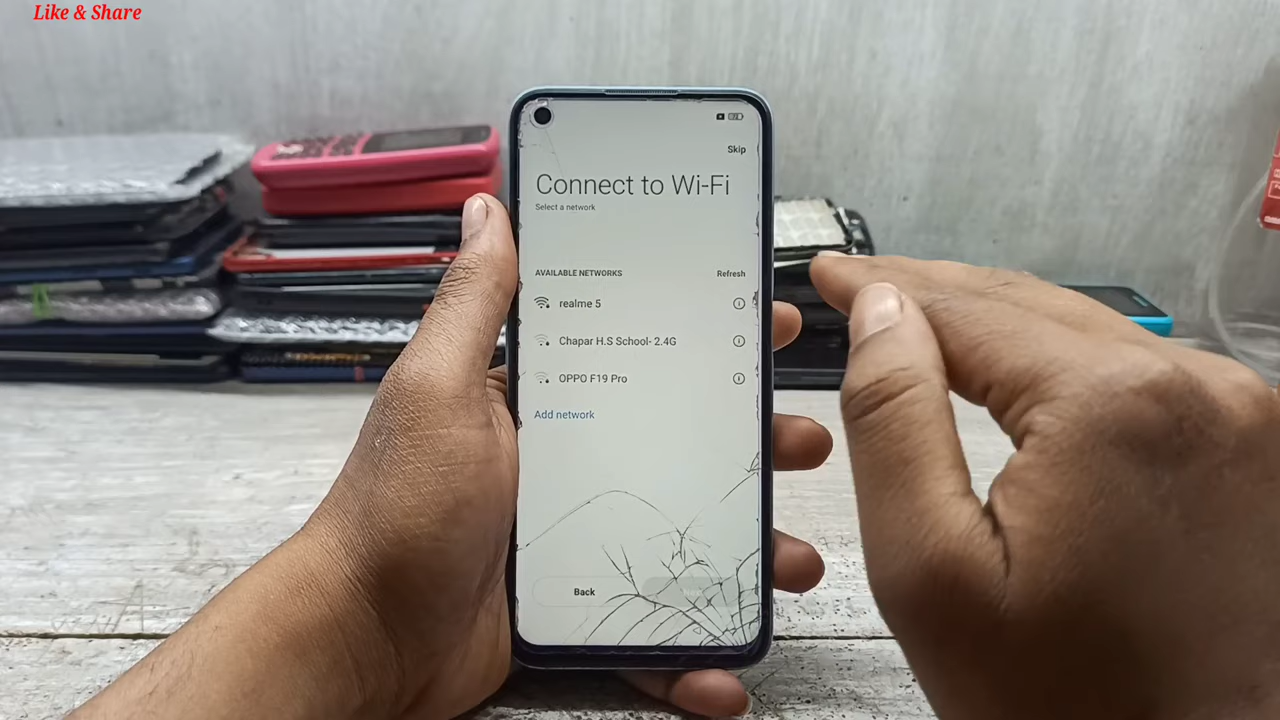 Like & Share
Skip
Connect to Wi-Fi
Select a network
AVAILABLE NETWORKS
Refresh
realme 5
Chapar H.S School- 2.4G
OPPO F19 Pro
Add network
Back